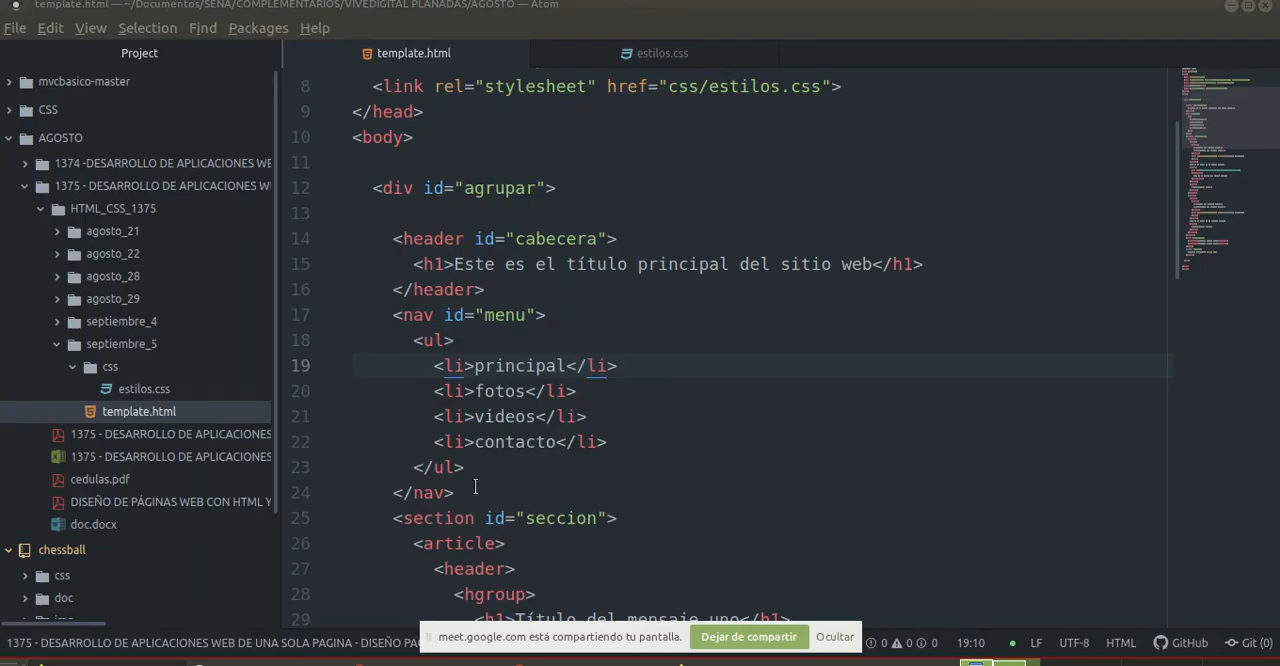 template.html — ~/Documentos/SENA/COMPLEMENTARIOS/VIVEDIGITAL PLANADAS/AGOSTO — Atom
File Edit View Selection Find Packages Help
Project
template.html
estilos.css
mvcbasico-master
CSS
AGOSTO
1374 -DESARROLLO DE APLICACIONES WE
1375 - DESARROLLO DE APLICACIONES WI
HTML_CSS_1375
agosto_21
agosto_22
agosto_28
agosto_29
septiembre_4
septiembre_5
css
estilos.css
template.html
1375 - DESARROLLO DE APLICACIONES
1375 - DESARROLLO DE APLICACIONES
cedulas.pdf
DISEÑO DE PÁGINAS WEB CON HTML Y
doc.docx
chessball
css
doc
8 <link rel="stylesheet" href="css/estilos.css">
9 </head>
10 <body>
11
12 <div id="agrupar">
13
14 <header id="cabecera">
15 <h1>Este es el título principal del sitio web</h1>
16 </header>
17 <nav id="menu">
18 <ul>
19 <li>principal</li>
20 <li>fotos</li>
21 <li>videos</li>
22 <li>contacto</li>
23 </ul>
24 </nav>
25 <section id="seccion">
26 <article>
27 <header>
28 <hgroup>
29 <h1>Título del mensaje uno</h1>
meet.google.com está compartiendo tu pantalla. Dejar de compartir Ocultar
1375 - DESARROLLO DE APLICACIONES WEB DE UNA SOLA PAGINA - DISEÑO PA
0 0 0 19:10 LF UTF-8 HTML GitHub Git (0)